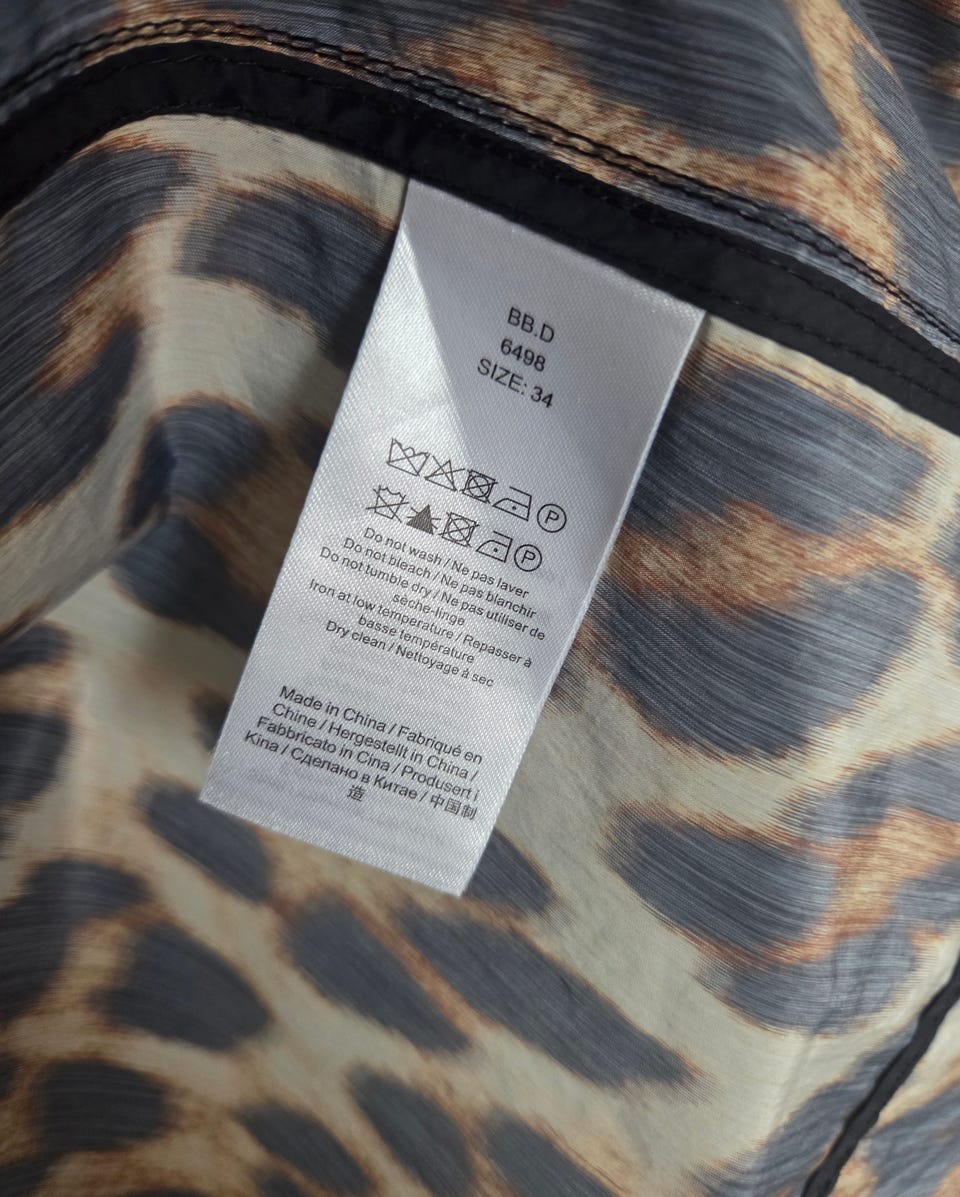 BB.D
6498
SIZE: 34
P
P
Do not wash / Ne pas laver
Do not bleach / Ne pas blanchir
Do not tumble dry / Ne pas utiliser de
sèche-linge
Iron at low temperature / Repasser à
basse température
Dry clean / Nettoyage à sec
Made in China / Fabriqué en
Chine / Hergestellt in China /
Fabbricato in Cina / Produsert i
Kina / Сделано в Китае / 中国制
造